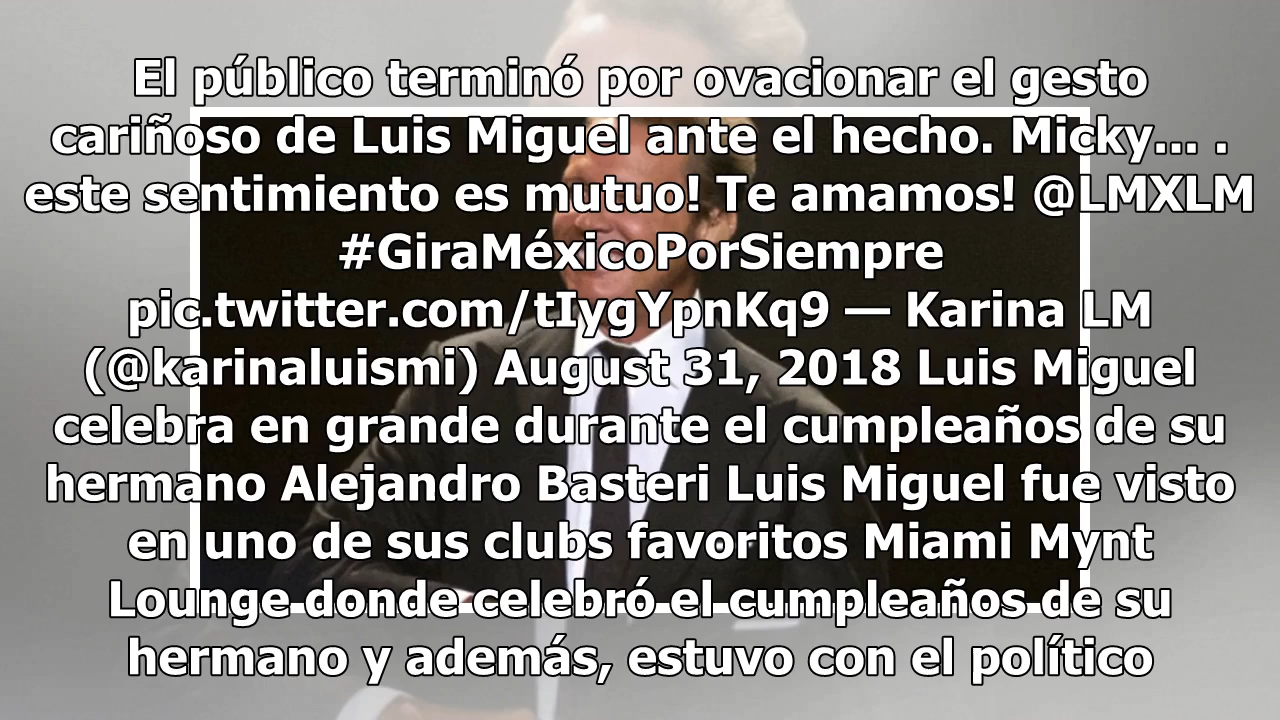 El público terminó por ovacionar el gesto
cariñoso de Luis Miguel ante el hecho. Micky... .
este sentimiento es mutuo! Te amamos! @LMXLM
#GiraMéxicoPorSiempre
pic.twitter.com/tIygYpnKq9 — Karina LM
(@karinaluismi) August 31, 2018 Luis Miguel
celebra en grande durante el cumpleaños de su
hermano Alejandro Basteri Luis Miguel fue visto
en uno de sus clubs favoritos Miami Mynt
Lounge donde celebró el cumpleaños de su
hermano y además, estuvo con el político